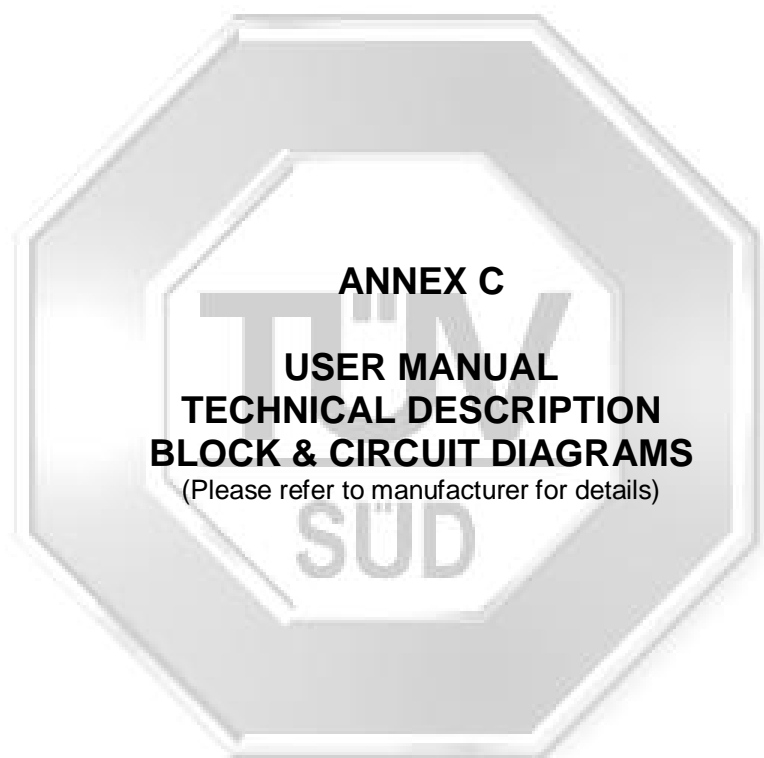 ANNEX C
TÜV
USER MANUAL
TECHNICAL DESCRIPTION
BLOCK & CIRCUIT DIAGRAMS
(Please refer to manufacturer for details)
SÜD